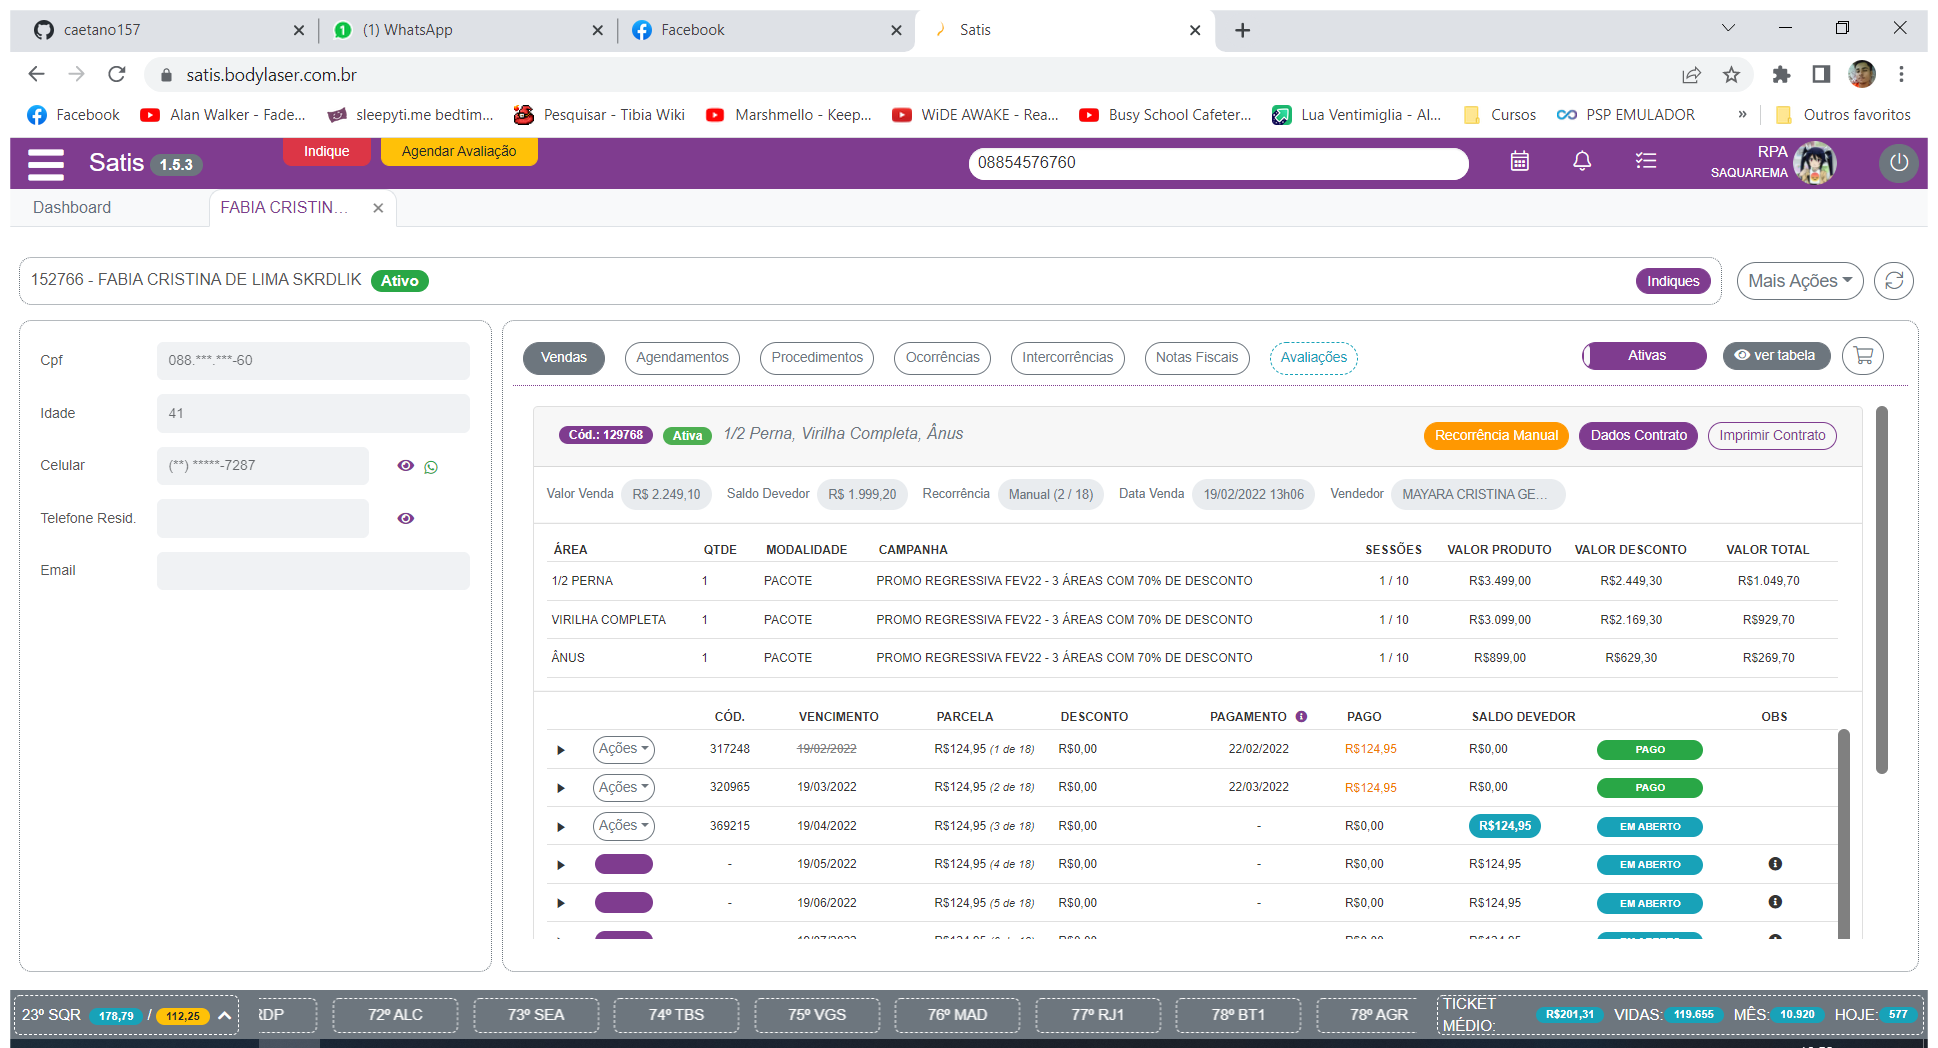 caetano157
(1) WhatsApp
Facebook
Satis
satis.bodylaser.com.br
Facebook
Alan Walker - Fade...
sleepyti.me bedtim...
Pesquisar - Tibia Wiki
Marshmello - Keep...
WiDE AWAKE - Rea...
Busy School Cafeter...
Lua Ventimiglia - Al...
Cursos
PSP EMULADOR
»
Outros favoritos
Satis 1.5.3
Indique
Agendar Avaliação
08854576760
RPA
SAQUAREMA
Dashboard
FABIA CRISTIN...
152766 - FABIA CRISTINA DE LIMA SKRDLIK Ativo
Indiques
Mais Ações
Cpf 088.***.***-60
Idade 41
Celular (**) *****-7287
Telefone Resid.
Email
Vendas Agendamentos Procedimentos Ocorrências Intercorrências Notas Fiscais Avaliações
Ativas
ver tabela
Cód.: 129768 Ativa 1/2 Perna, Virilha Completa, Ânus
Recorrência Manual Dados Contrato Imprimir Contrato
Valor Venda R$ 2.249,10 Saldo Devedor R$ 1.999,20 Recorrência Manual (2 / 18) Data Venda 19/02/2022 13h06 Vendedor MAYARA CRISTINA GE...
ÁREA QTDE MODALIDADE CAMPANHA SESSÕES VALOR PRODUTO VALOR DESCONTO VALOR TOTAL
1/2 PERNA 1 PACOTE PROMO REGRESSIVA FEV22 - 3 ÁREAS COM 70% DE DESCONTO 1 / 10 R$3.499,00 R$2.449,30 R$1.049,70
VIRILHA COMPLETA 1 PACOTE PROMO REGRESSIVA FEV22 - 3 ÁREAS COM 70% DE DESCONTO 1 / 10 R$3.099,00 R$2.169,30 R$929,70
ÂNUS 1 PACOTE PROMO REGRESSIVA FEV22 - 3 ÁREAS COM 70% DE DESCONTO 1 / 10 R$899,00 R$629,30 R$269,70
CÓD. VENCIMENTO PARCELA DESCONTO PAGAMENTO PAGO SALDO DEVEDOR OBS
Ações 317248 19/02/2022 R$124,95 (1 de 18) R$0,00 22/02/2022 R$124,95 R$0,00 PAGO
Ações 320965 19/03/2022 R$124,95 (2 de 18) R$0,00 22/03/2022 R$124,95 R$0,00 PAGO
Ações 369215 19/04/2022 R$124,95 (3 de 18) R$0,00 - R$0,00 R$124,95 EM ABERTO
- 19/05/2022 R$124,95 (4 de 18) R$0,00 - R$0,00 R$124,95 EM ABERTO
- 19/06/2022 R$124,95 (5 de 18) R$0,00 - R$0,00 R$124,95 EM ABERTO
23º SQR 178,79 / 112,25
RDP
72º ALC
73º SEA
74º TBS
75º VGS
76º MAD
77º RJ1
78º BT1
78º AGR
TICKET
MÉDIO: R$201,31 VIDAS: 119.655 MÊS: 10.920 HOJE: 577